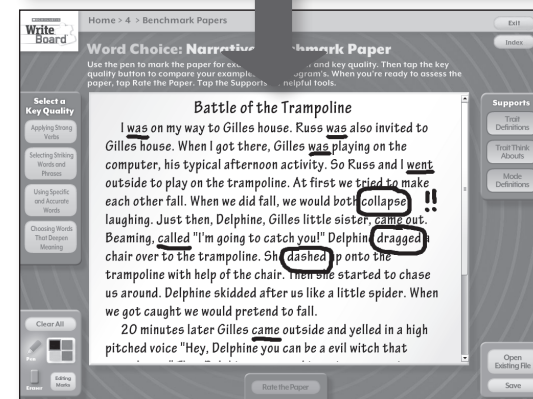 Write Board
Home > 4 > Benchmark Papers
Exit
Index
Word Choice: Narrative Benchmark Paper
Use the pen to mark the paper for and key quality. Then tap the key
quality button to compare your program's. When you're ready to assess the
paper, tap Rate the Paper. Tap the Supports helpful tools.
Select a
Key Quality
Applying Strong
Verbs
Selecting Striking
Words and
Phrases
Using Specific
and Accurate
Words
Choosing Words
That Deepen
Meaning
Battle of the Trampoline
I was on my way to Gilles house. Russ was also invited to
Gilles house. When I got there, Gilles was playing on the
computer, his typical afternoon activity. So Russ and I went
outside to play on the trampoline. At first we tried to make
each other fall. When we did fall, we would both collapse !!
laughing. Just then, Delphine, Gilles little sister, came out.
Beaming, called "I'm going to catch you!" Delphine dragged a
chair over to the trampoline. She dashed up onto the
trampoline with help of the chair. Then she started to chase
us around. Delphine skidded after us like a little spider. When
we got caught we would pretend to fall.
20 minutes later Gilles came outside and yelled in a high
pitched voice "Hey, Delphine you can be a evil witch that
Supports
Trait
Definitions
Trait Think
Abouts
Mode
Definitions
Clear All
Pen
Eraser
Editing
Marks
Rate the Paper
Open
Existing File
Save